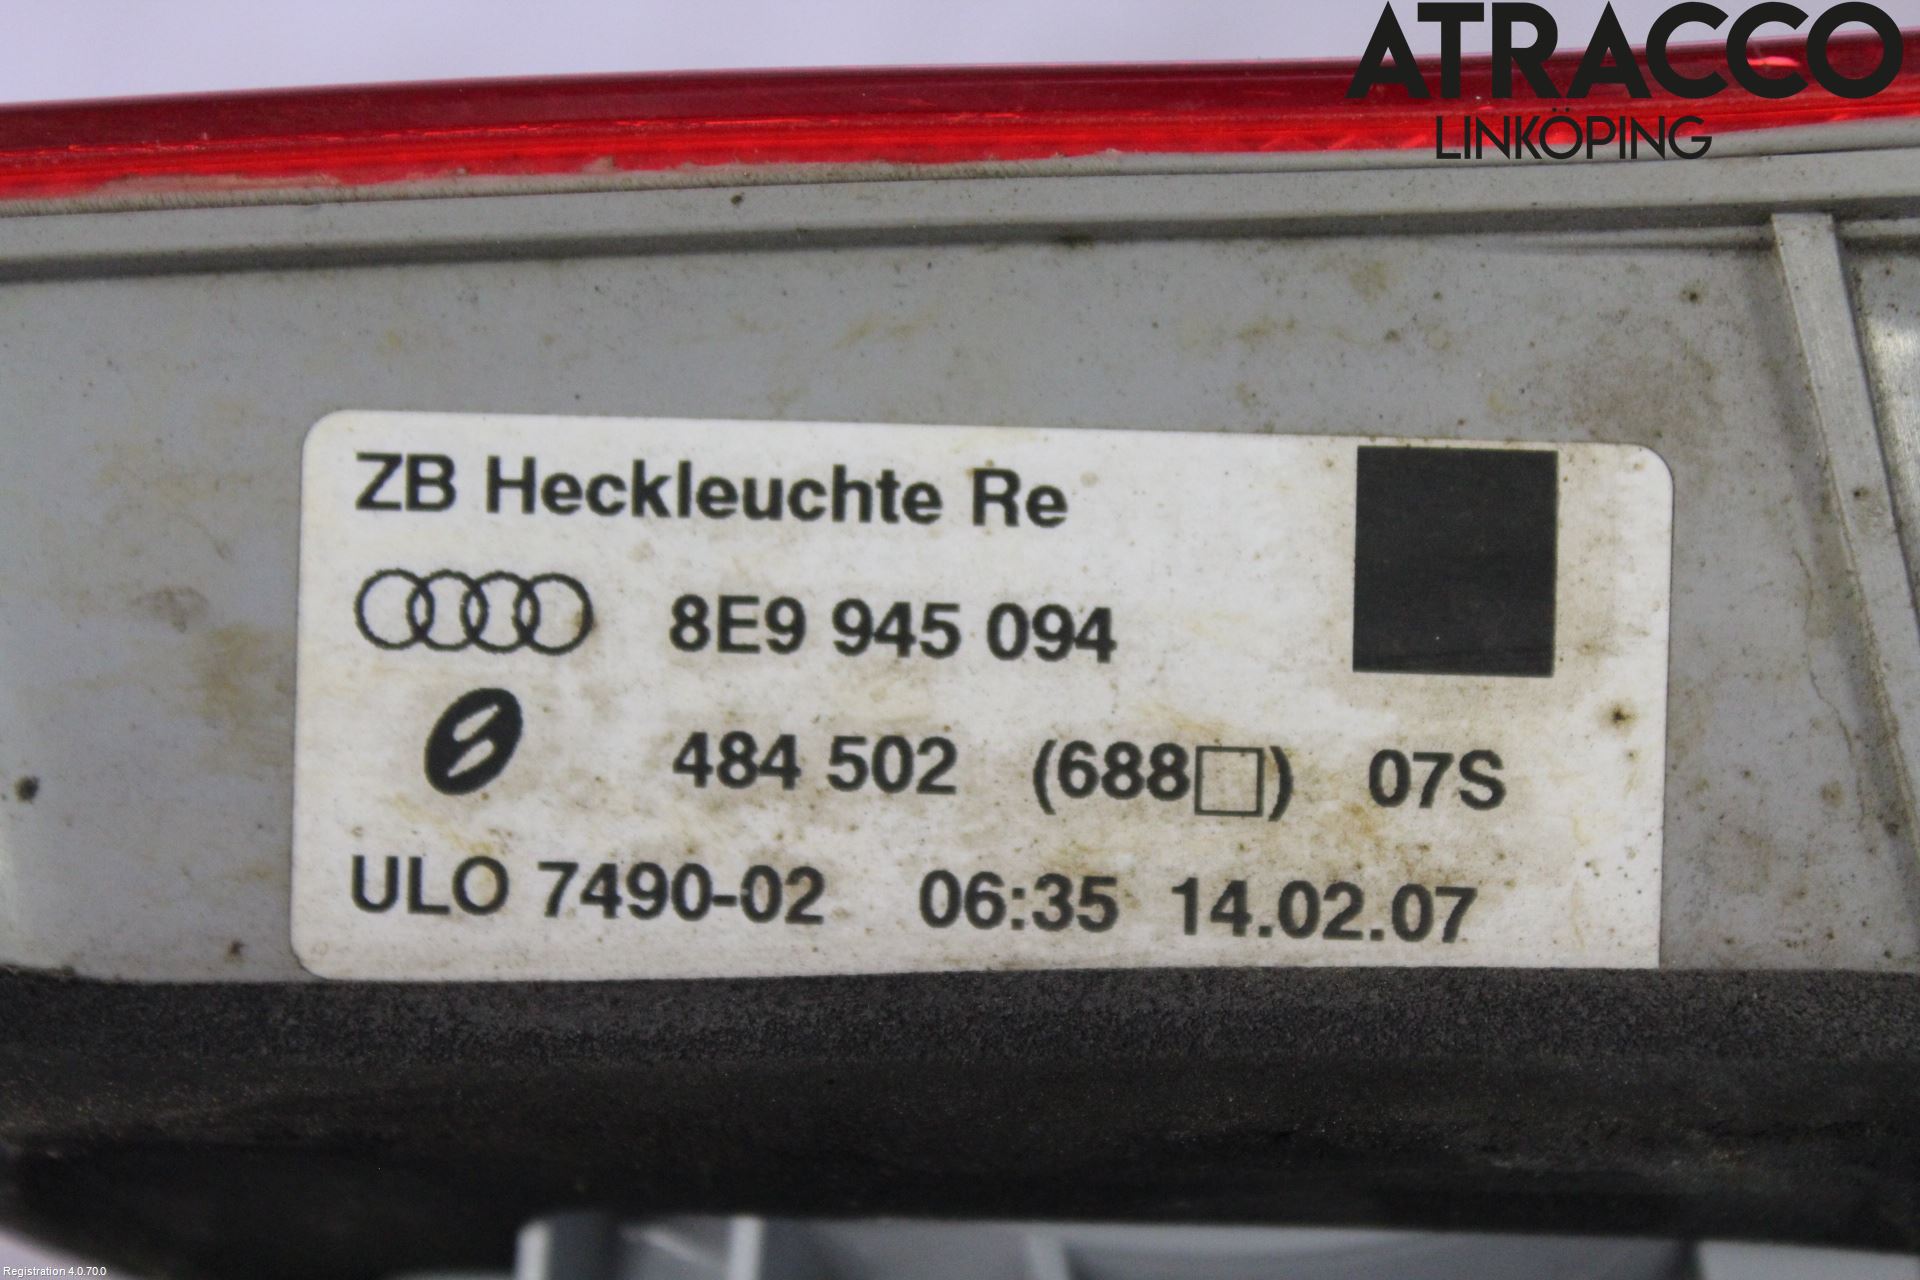 ATRACCO
LINKÖPING
ZB Heckleuchte Re
8E9 945 094
484 502 (688□) 07S
ULO 7490-02 06:35 14.02.07
Registration 4.0.70.0